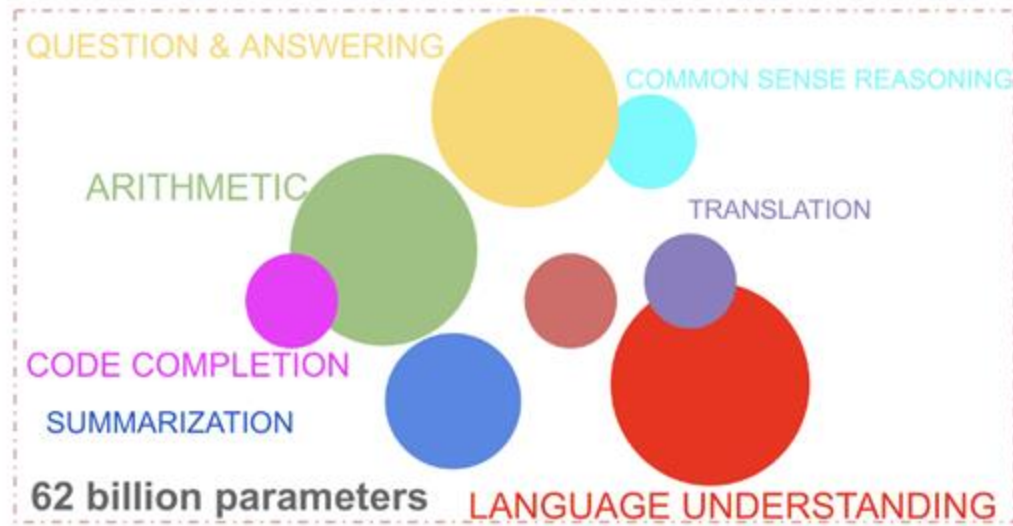 QUESTION & ANSWERING
COMMON SENSE REASONING
ARITHMETIC
TRANSLATION
CODE COMPLETION
SUMMARIZATION
62 billion parameters
LANGUAGE UNDERSTANDING